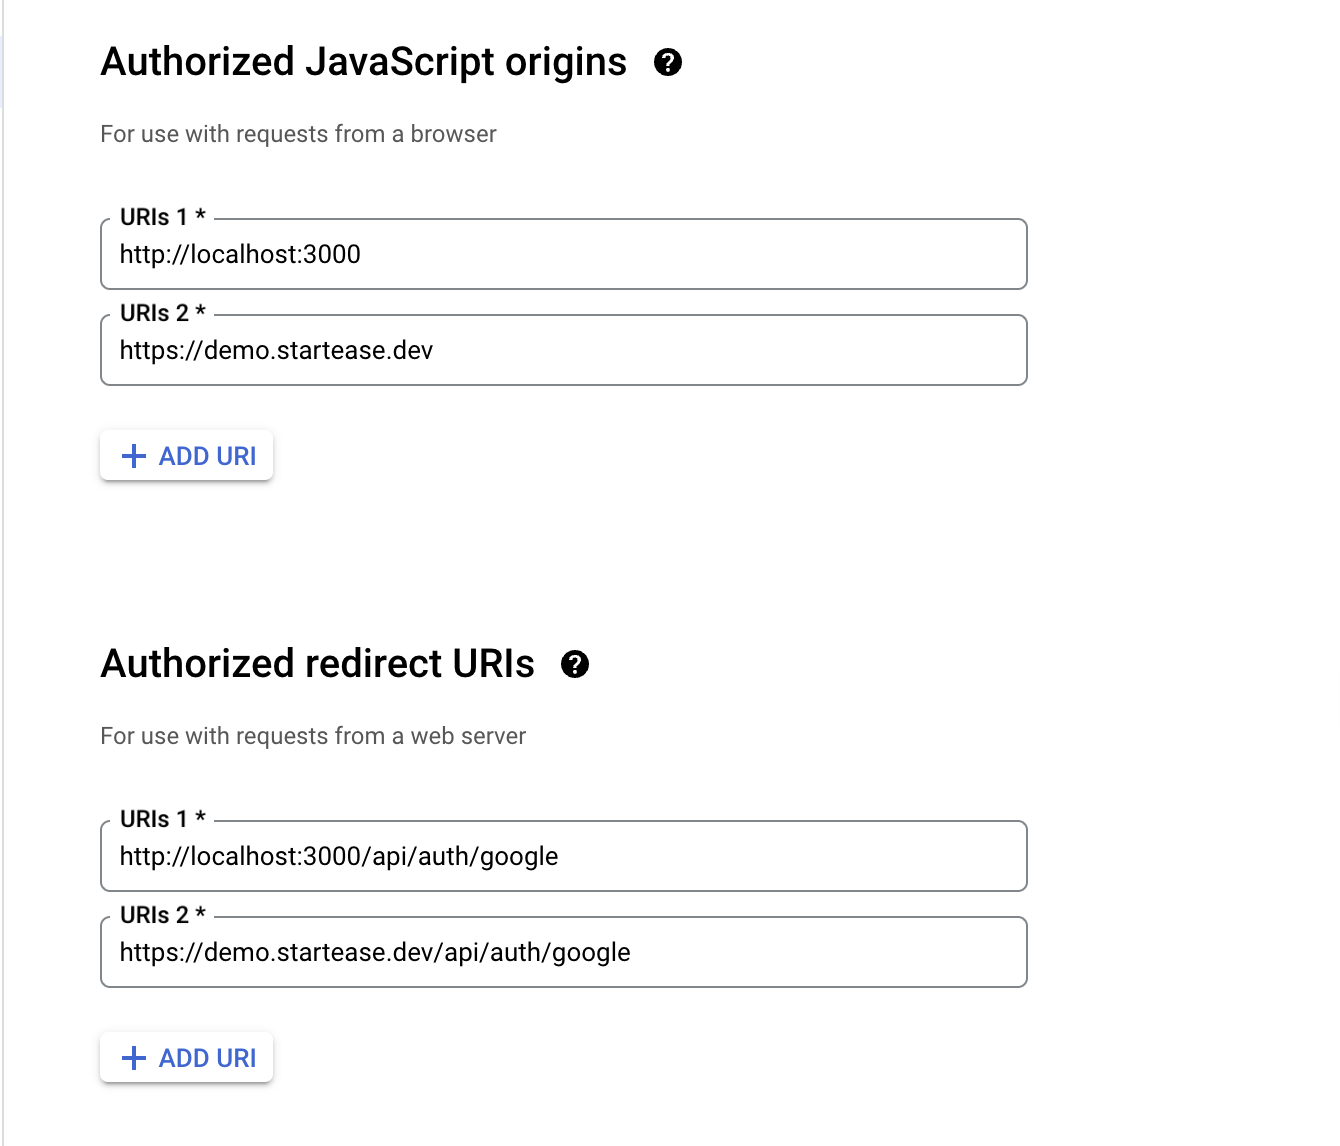 Authorized JavaScript origins
For use with requests from a browser
URIs 1 *
http://localhost:3000
URIs 2 *
https://demo.startease.dev
ADD URI
Authorized redirect URIs
For use with requests from a web server
URIs 1 *
http://localhost:3000/api/auth/google
URIs 2 *
https://demo.startease.dev/api/auth/google
ADD URI